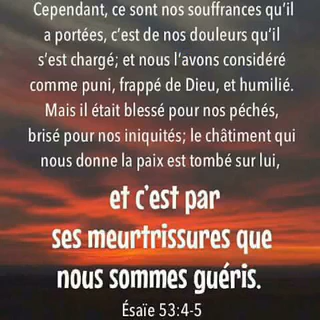 Cependant, ce sont nos souffrances qu’il
a portées, c’est de nos douleurs qu’il
s’est chargé; et nous l’avons considéré
comme puni, frappé de Dieu, et humilié.
Mais il était blessé pour nos péchés,
brisé pour nos iniquités; le châtiment qui
nous donne la paix est tombé sur lui,
et c’est par
ses meurtrissures que
nous sommes guéris.
Ésaïe 53:4-5